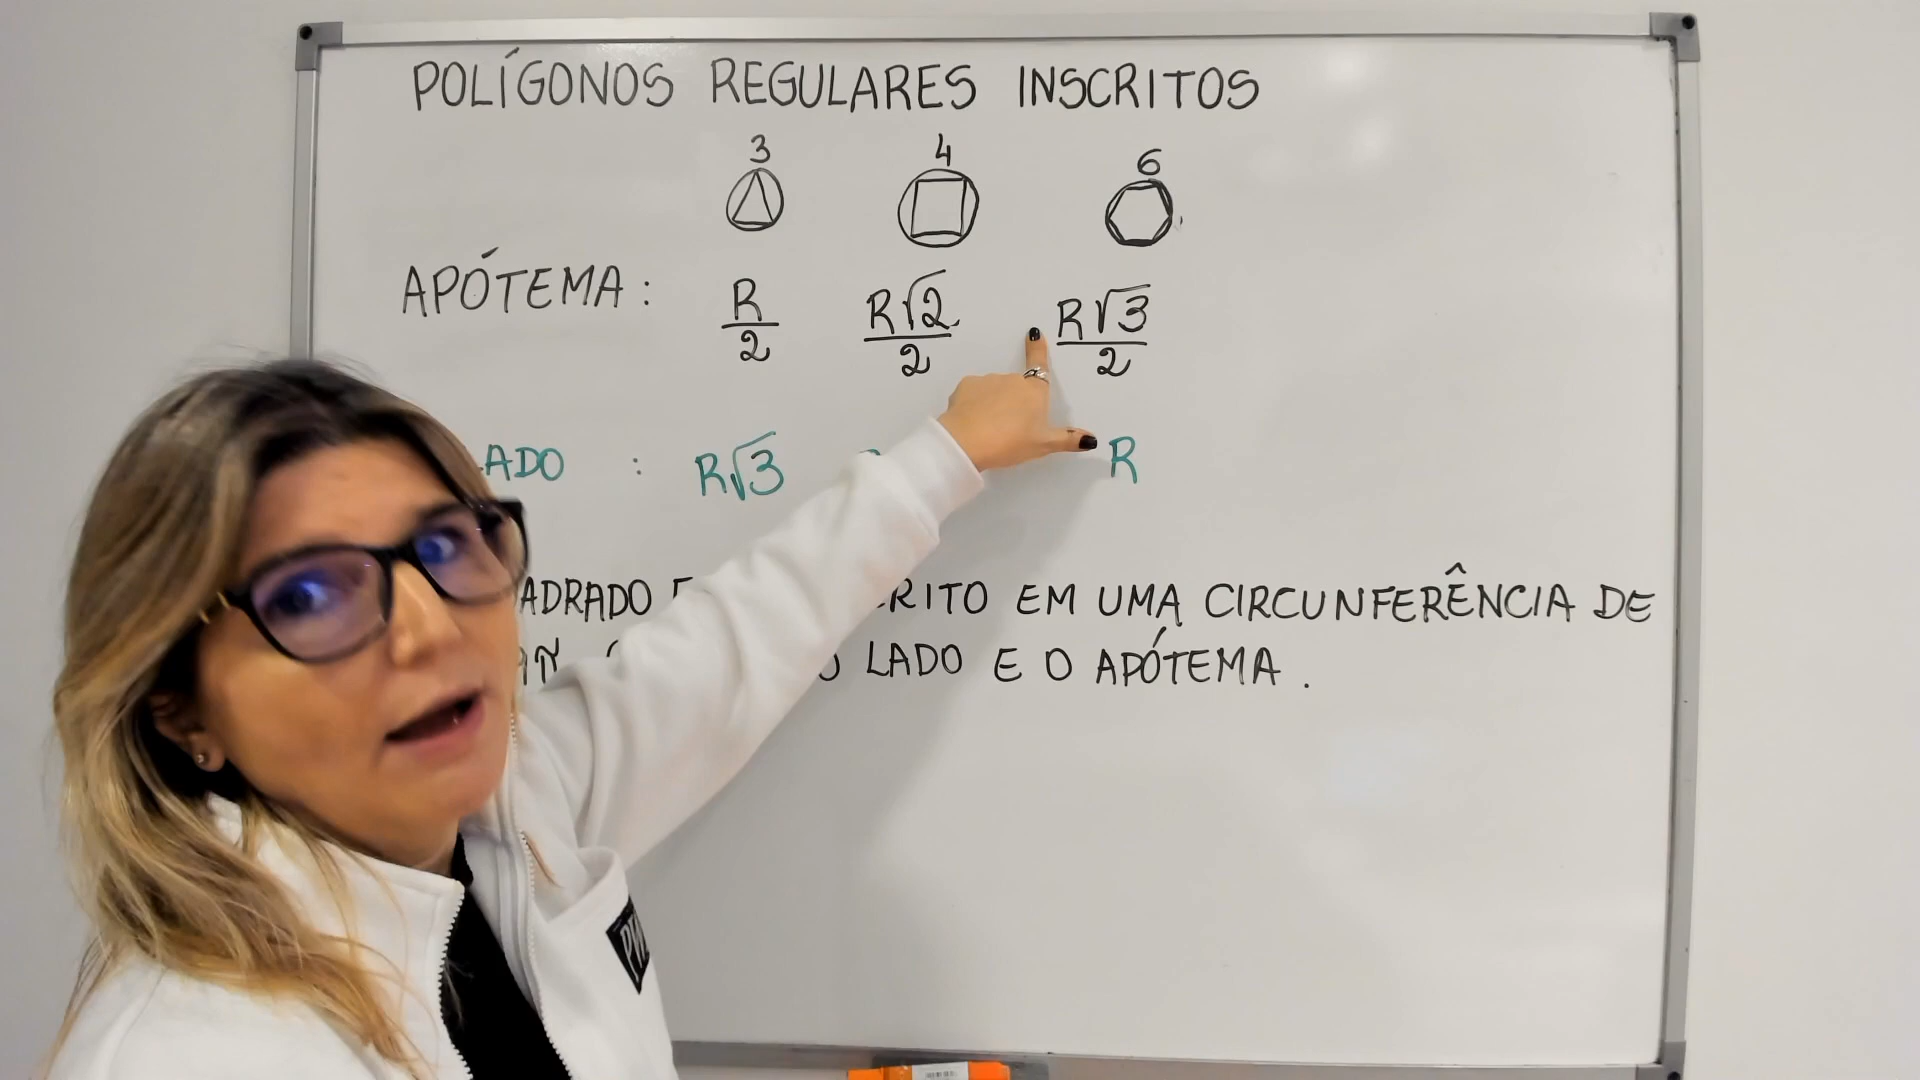 POLÍGONOS REGULARES INSCRITOS
3 4 6
APÓTEMA: R/2 R√2/2 R√3/2
ADO : R√3 R
ADRADO CRITO EM UMA CIRCUNFERÊNCIA DE
LADO E O APÓTEMA.